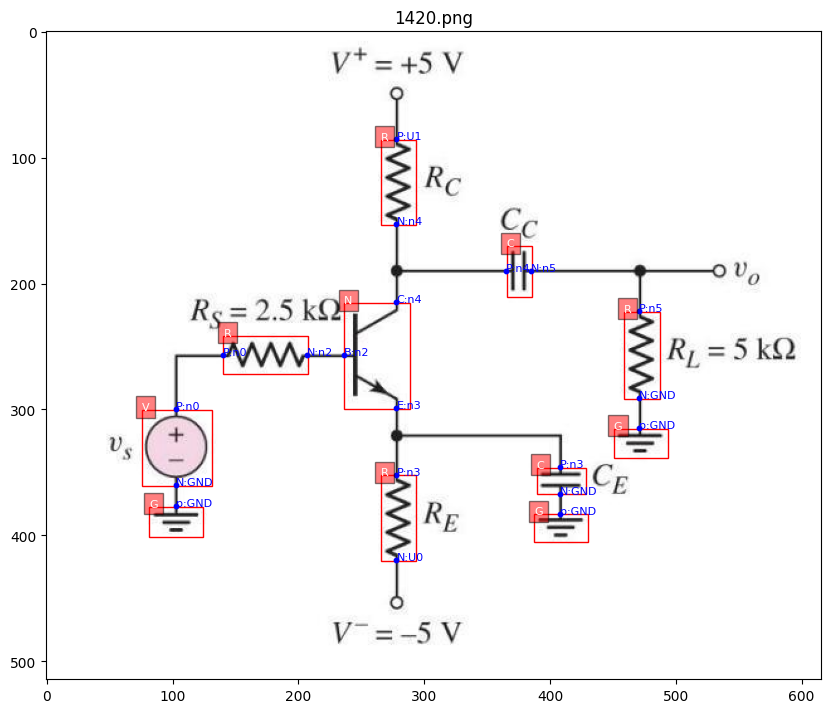 1420.png
V⁺ = +5 V
R P:U1
R_C
N:n4
C_C
C
P:n4 N:n5
v_o
R_S = 2.5 kΩ
N C:n4
R P:n5
R P:n0 N:n2 B:n2
R_L = 5 kΩ
V P:n0
E:n3
N:GND
G p:GND
v_s
+
−
N:GND
G p:GND
R P:n3
C P:n3
C_E
N:GND
G p:GND
R_E
N:U0
V⁻ = –5 V
0
100
200
300
400
500
0 100 200 300 400 500 600